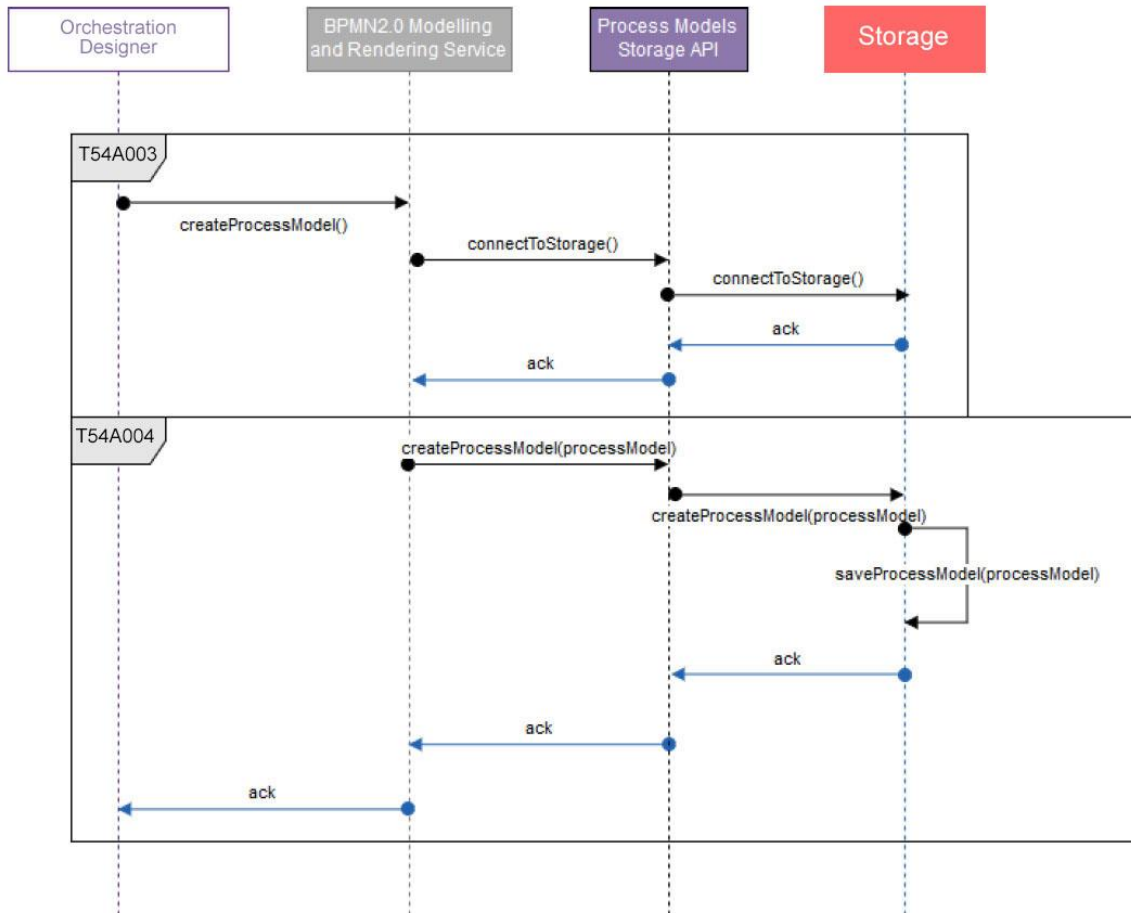 Orchestration
Designer
BPMN2.0 Modelling
and Rendering Service
Process Models
Storage API
Storage
T54A003
createProcessModel()
connectToStorage()
connectToStorage()
ack
ack
T54A004
createProcessModel(processModel)
createProcessModel(processModel)
saveProcessModel(processModel)
ack
ack
ack